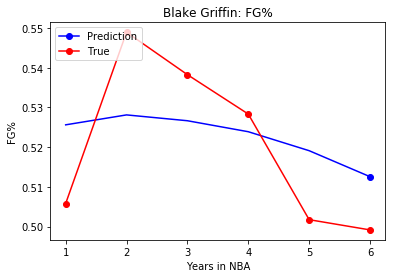 Blake Griffin: FG%
Prediction
True
FG%
0.55
0.54
0.53
0.52
0.51
0.50
1 2 3 4 5 6
Years in NBA